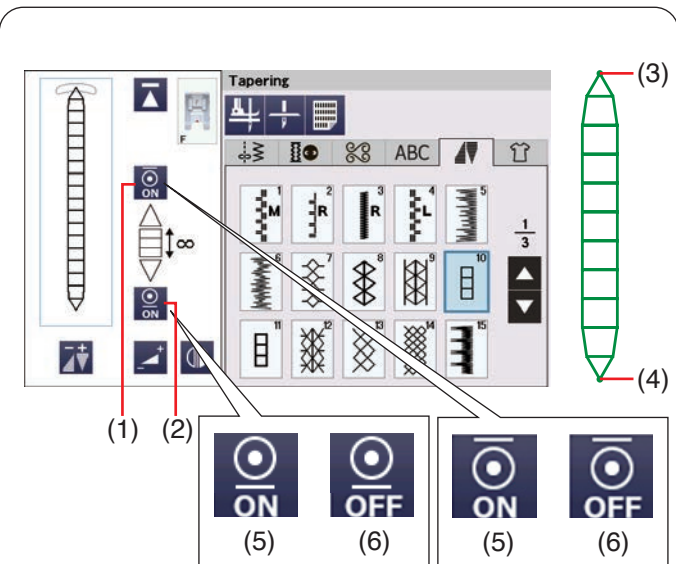 Tapering
F
ABC
ON
∞
ON
1 M
2 R
3 R
4 L
5
6
7
8
9
10
11
12
13
14
15
1
3
(1)
(2)
(3)
(4)
ON
OFF
ON
OFF
(5)
(6)
(5)
(6)